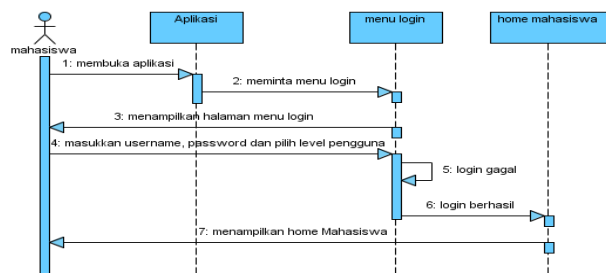 Aplikasi
menu login
home mahasiswa
mahasiswa
1: membuka aplikasi
2: meminta menu login
3: menampilkan halaman menu login
4: masukkan username, password dan pilih level pengguna
5: login gagal
6: login berhasil
7: menampilkan home Mahasiswa